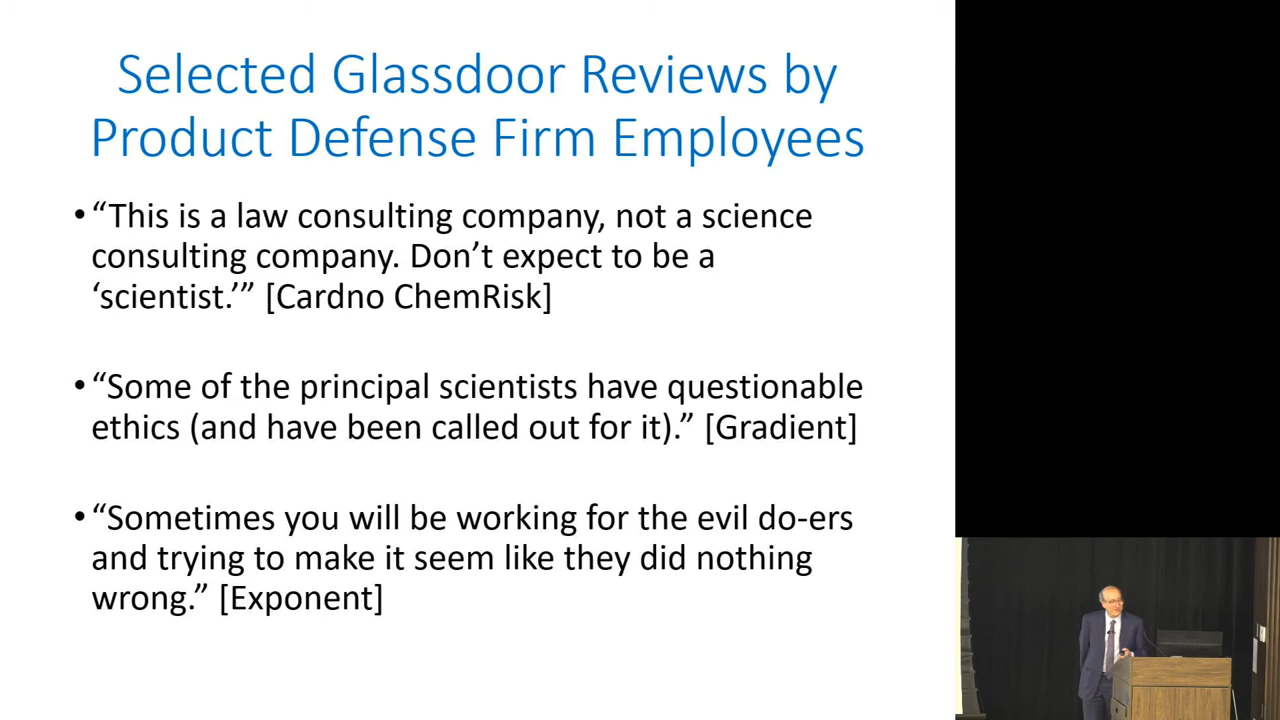 Selected Glassdoor Reviews by
Product Defense Firm Employees
• “This is a law consulting company, not a science
consulting company. Don’t expect to be a
‘scientist.’” [Cardno ChemRisk]
• “Some of the principal scientists have questionable
ethics (and have been called out for it).” [Gradient]
• “Sometimes you will be working for the evil do-ers
and trying to make it seem like they did nothing
wrong.” [Exponent]